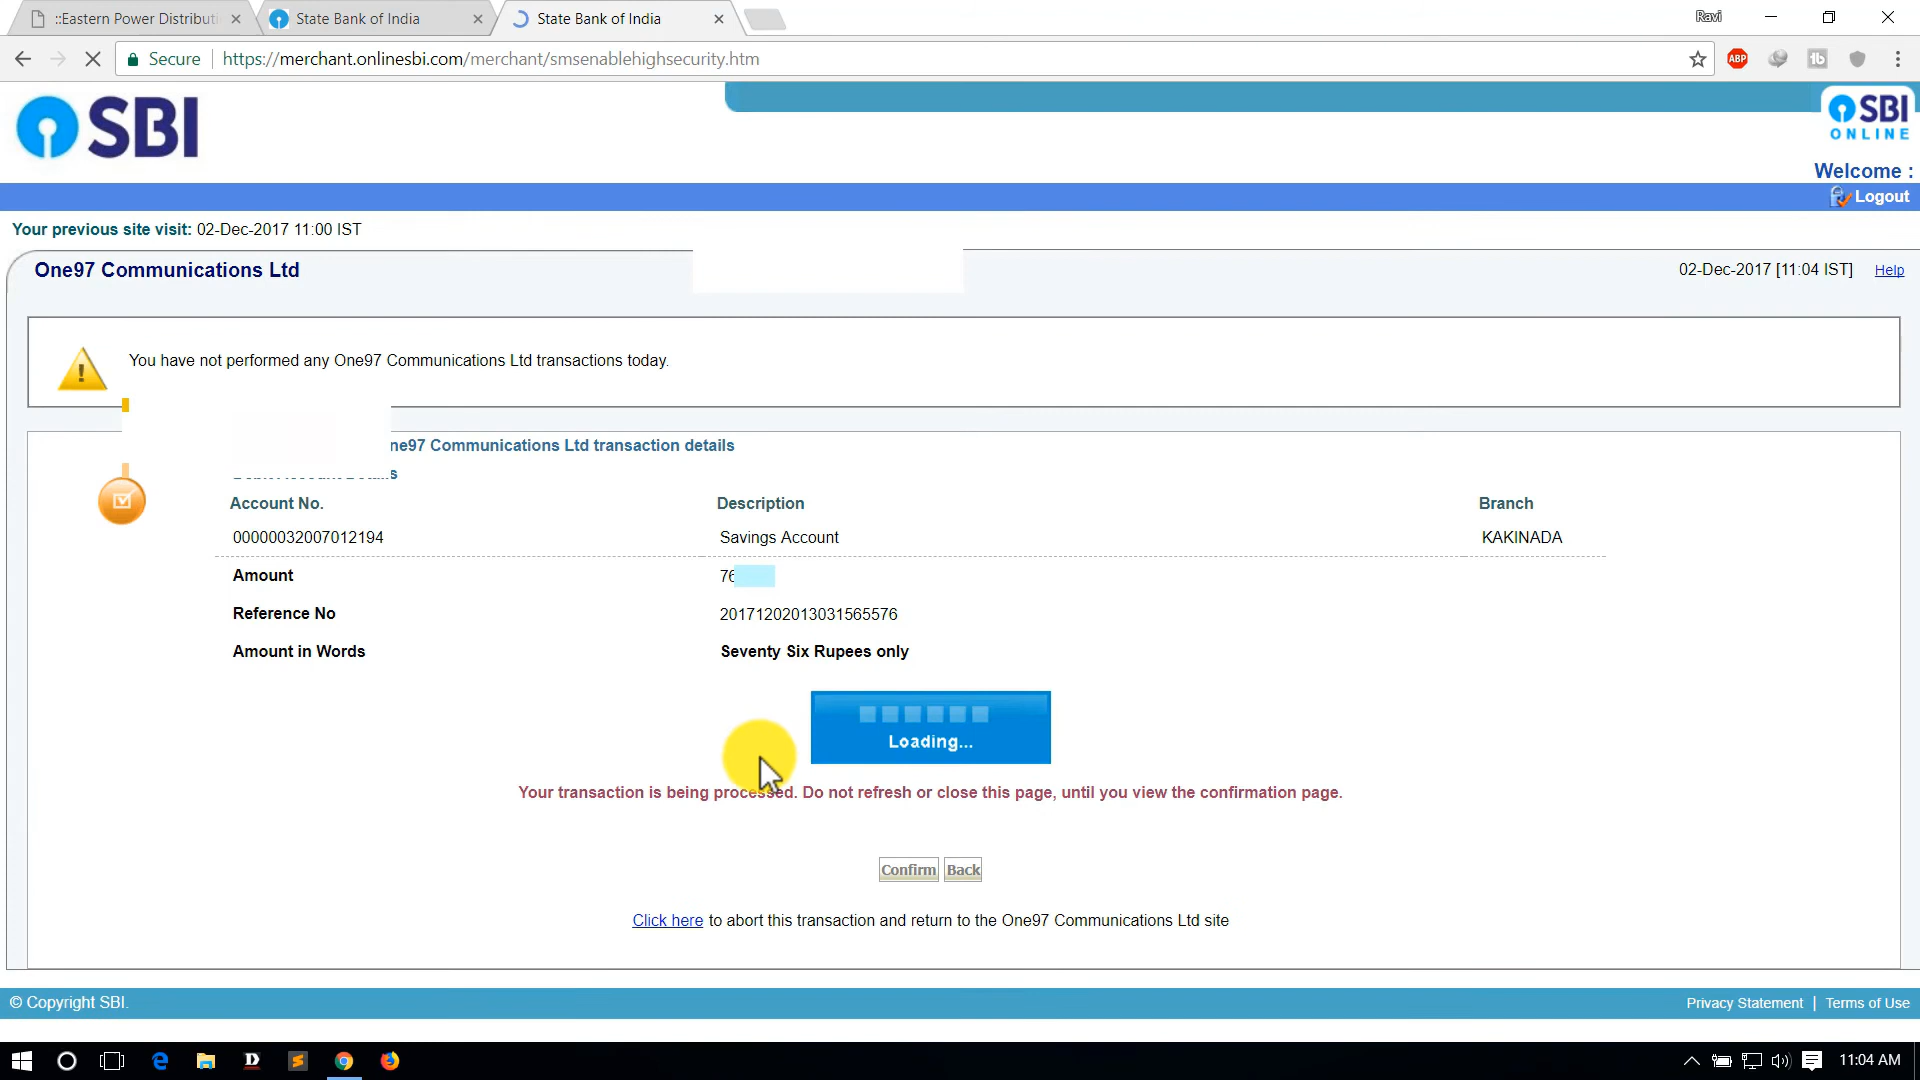 ::Eastern Power Distributi
State Bank of India
State Bank of India
Ravi
Secure
https://merchant.onlinesbi.com/merchant/smsenablehighsecurity.htm
ABP
SBI
SBI
ONLINE
Welcome :
Logout
Your previous site visit: 02-Dec-2017 11:00 IST
One97 Communications Ltd
02-Dec-2017 [11:04 IST] Help
You have not performed any One97 Communications Ltd transactions today.
ne97 Communications Ltd transaction details
Account No. Description Branch
00000032007012194 Savings Account KAKINADA
Amount 76
Reference No 20171202013031565576
Amount in Words Seventy Six Rupees only
Loading...
Your transaction is being processed. Do not refresh or close this page, until you view the confirmation page.
Confirm Back
Click here to abort this transaction and return to the One97 Communications Ltd site
© Copyright SBI.
Privacy Statement | Terms of Use
11:04 AM